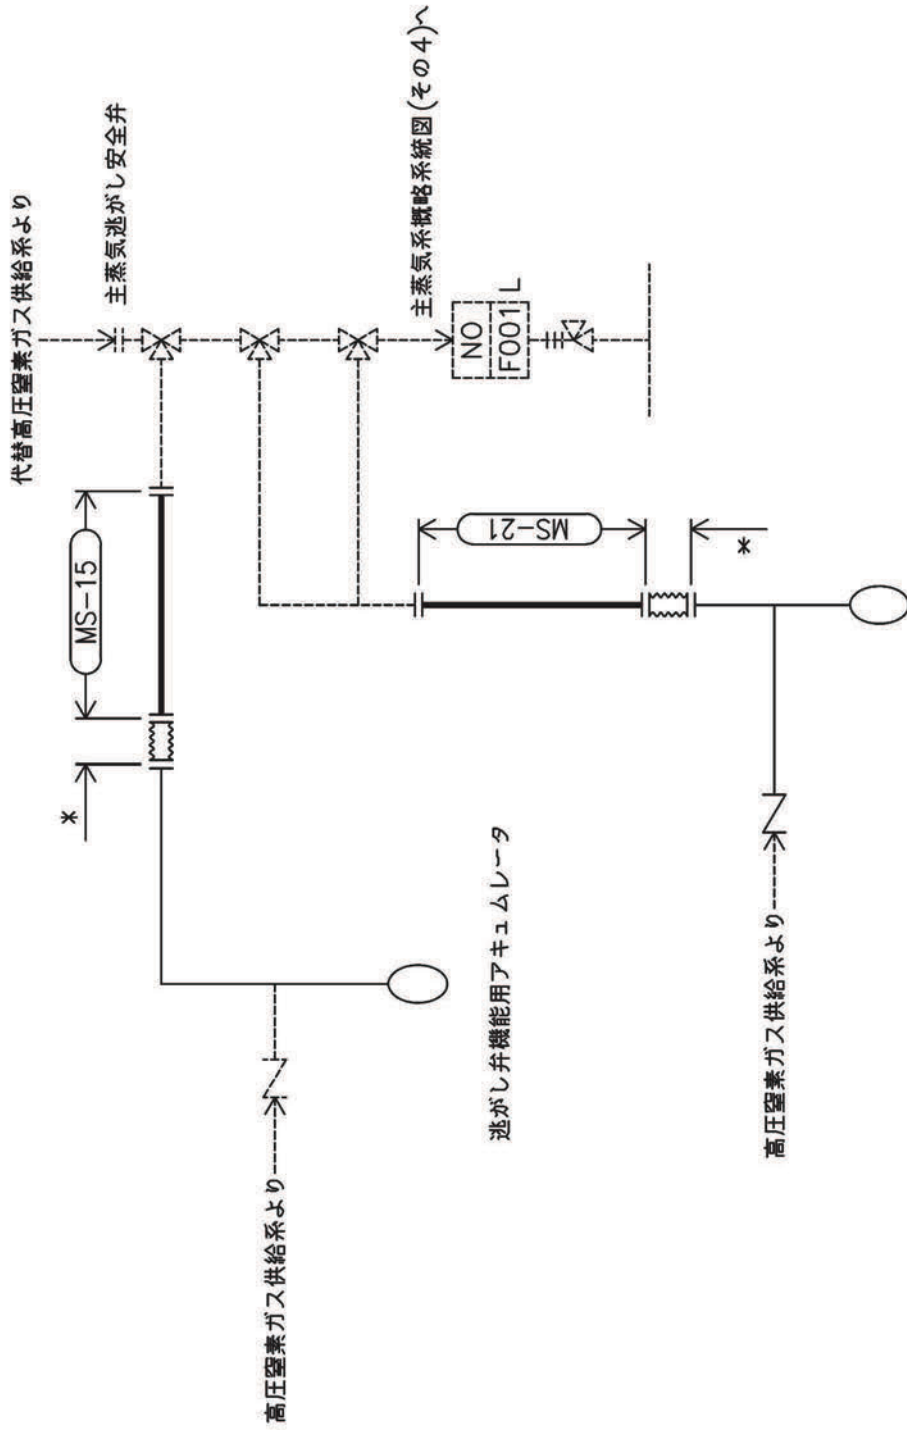 代替高圧窒素ガス供給系より
主蒸気逃がし安全弁
主蒸気系概略系統図(その4)へ
NO
F001
L
MS-15
*
MS-21
*
逃がし弁機能用アキュムレータ
高圧窒素ガス供給系より
高圧窒素ガス供給系より